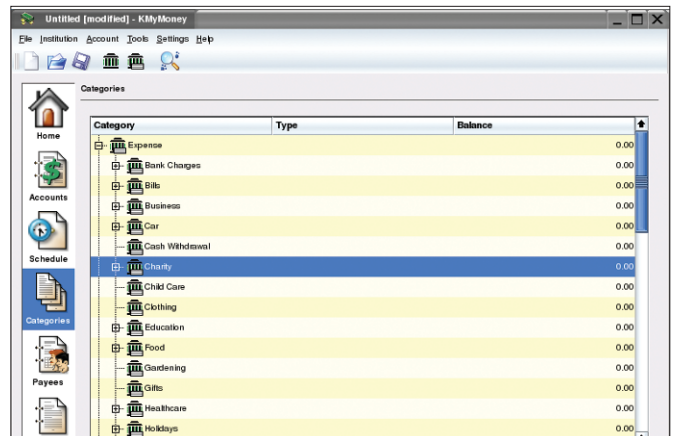 Untitled [modified] - KMyMoney
File Institution Account Tools Settings Help
Categories
Home
Accounts
Schedule
Categories
Payees
Category Type Balance
Expense 0.00
Bank Charges 0.00
Bills 0.00
Business 0.00
Car 0.00
Cash Withdrawal 0.00
Charity 0.00
Child Care 0.00
Clothing 0.00
Education 0.00
Food 0.00
Gardening 0.00
Gifts 0.00
Healthcare 0.00
Holidays 0.00